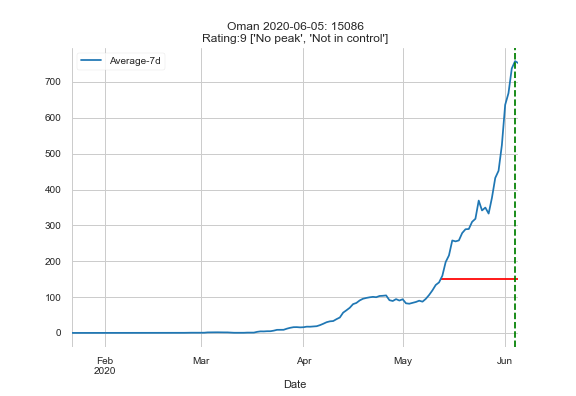 Oman 2020-06-05: 15086
Rating:9 ['No peak', 'Not in control']
Average-7d
700
600
500
400
300
200
100
0
Feb Mar Apr May Jun
2020
Date